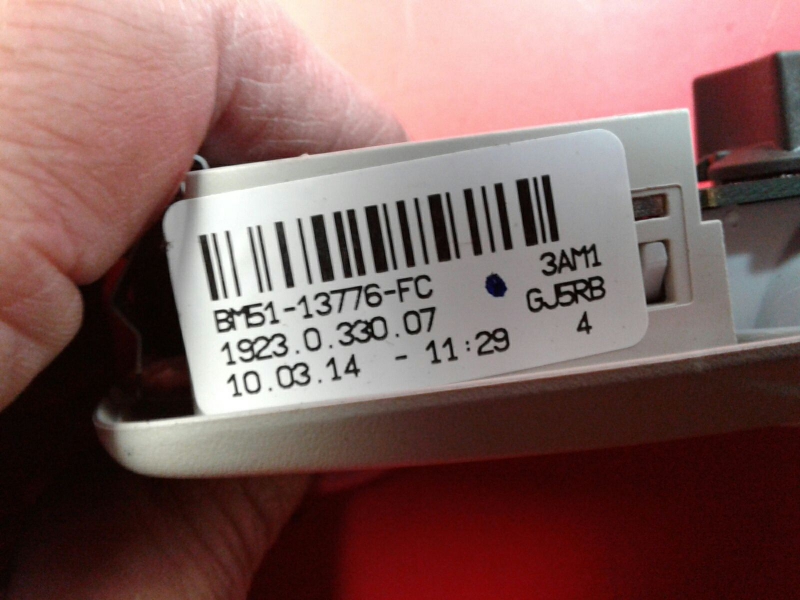 BM51-13776-FC
3AM1
1923.0.330.07
GJ5RB
10.03.14 - 11:29
4